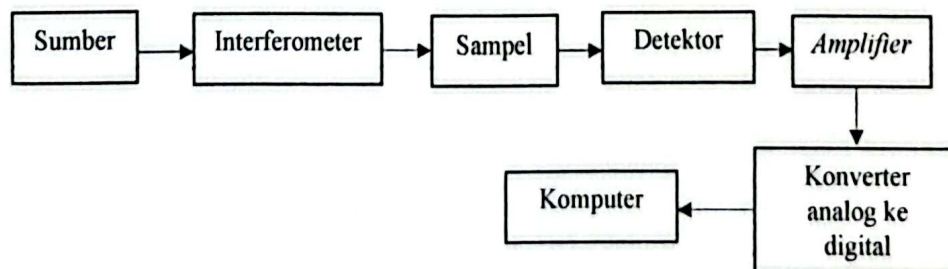 Sumber
Interferometer
Sampel
Detektor
Amplifier
Konverter
analog ke
digital
Komputer